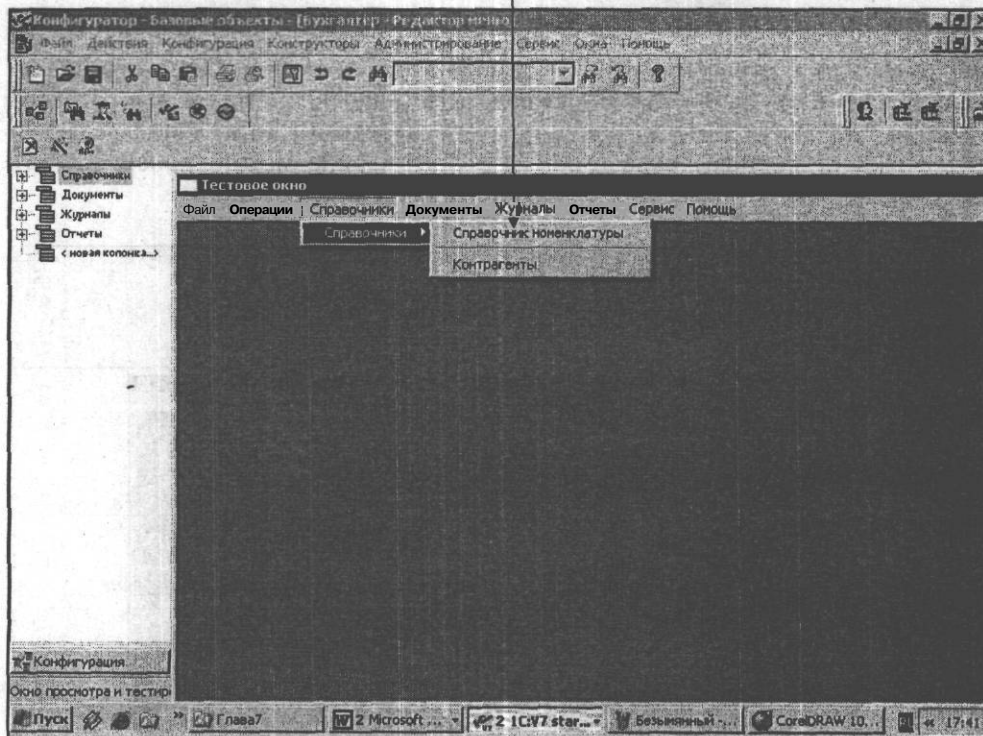 Конфигуратор - Базовые объекты - [Бухгалтер - Редактор меню
Файл Действия Конфигурация Конструкторы Администрирование Сервис Окна Помощь
Справочники
Документы
Журналы
Отчеты
< новая колонка...>
Тестовое окно
Файл Операции Справочники Документы Журналы Отчеты Сервис Помощь
Справочники
Справочник номенклатуры
Контрагенты
Конфигурация
Окно просмотра и тестир
Пуск » Глава7 2 Microsoft ... 2 1C:V7 star... Безымянный -... CorelDRAW 10... « 17:41